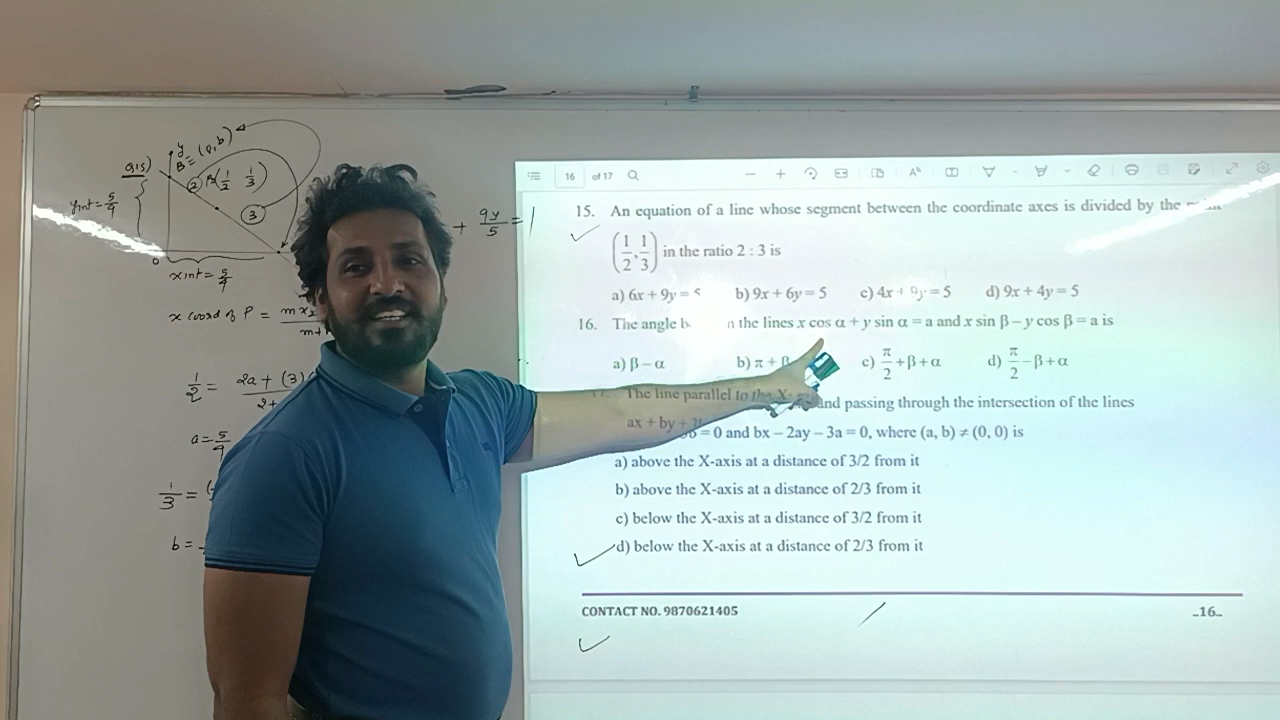 y
B ≡ (0, b)
② P(1/2 1/3)
③
y int = 5/4
0
x int = 5/4
x coord of P =
1/2 = 2a + (3)
a = 5/4
1/3 =
b =
+ 9y/5 = 1
16 of 17
15. An equation of a line whose segment between the coordinate axes is divided by the
(1/2, 1/3) in the ratio 2 : 3 is
a) 6x + 9y = b) 9x + 6y = 5 c) 4x + 9y = 5 d) 9x + 4y = 5
16. The angle the lines x cos α + y sin α = a and x sin β – y cos β = a is
a) β – α b) π + c) π/2 + β + α d) π/2 – β + α
The line parallel to the X- and passing through the intersection of the lines
ax + by + = 0 and bx – 2ay – 3a = 0, where (a, b) ≠ (0, 0) is
a) above the X-axis at a distance of 3/2 from it
b) above the X-axis at a distance of 2/3 from it
c) below the X-axis at a distance of 3/2 from it
d) below the X-axis at a distance of 2/3 from it
CONTACT NO. 9870621405 ..16..